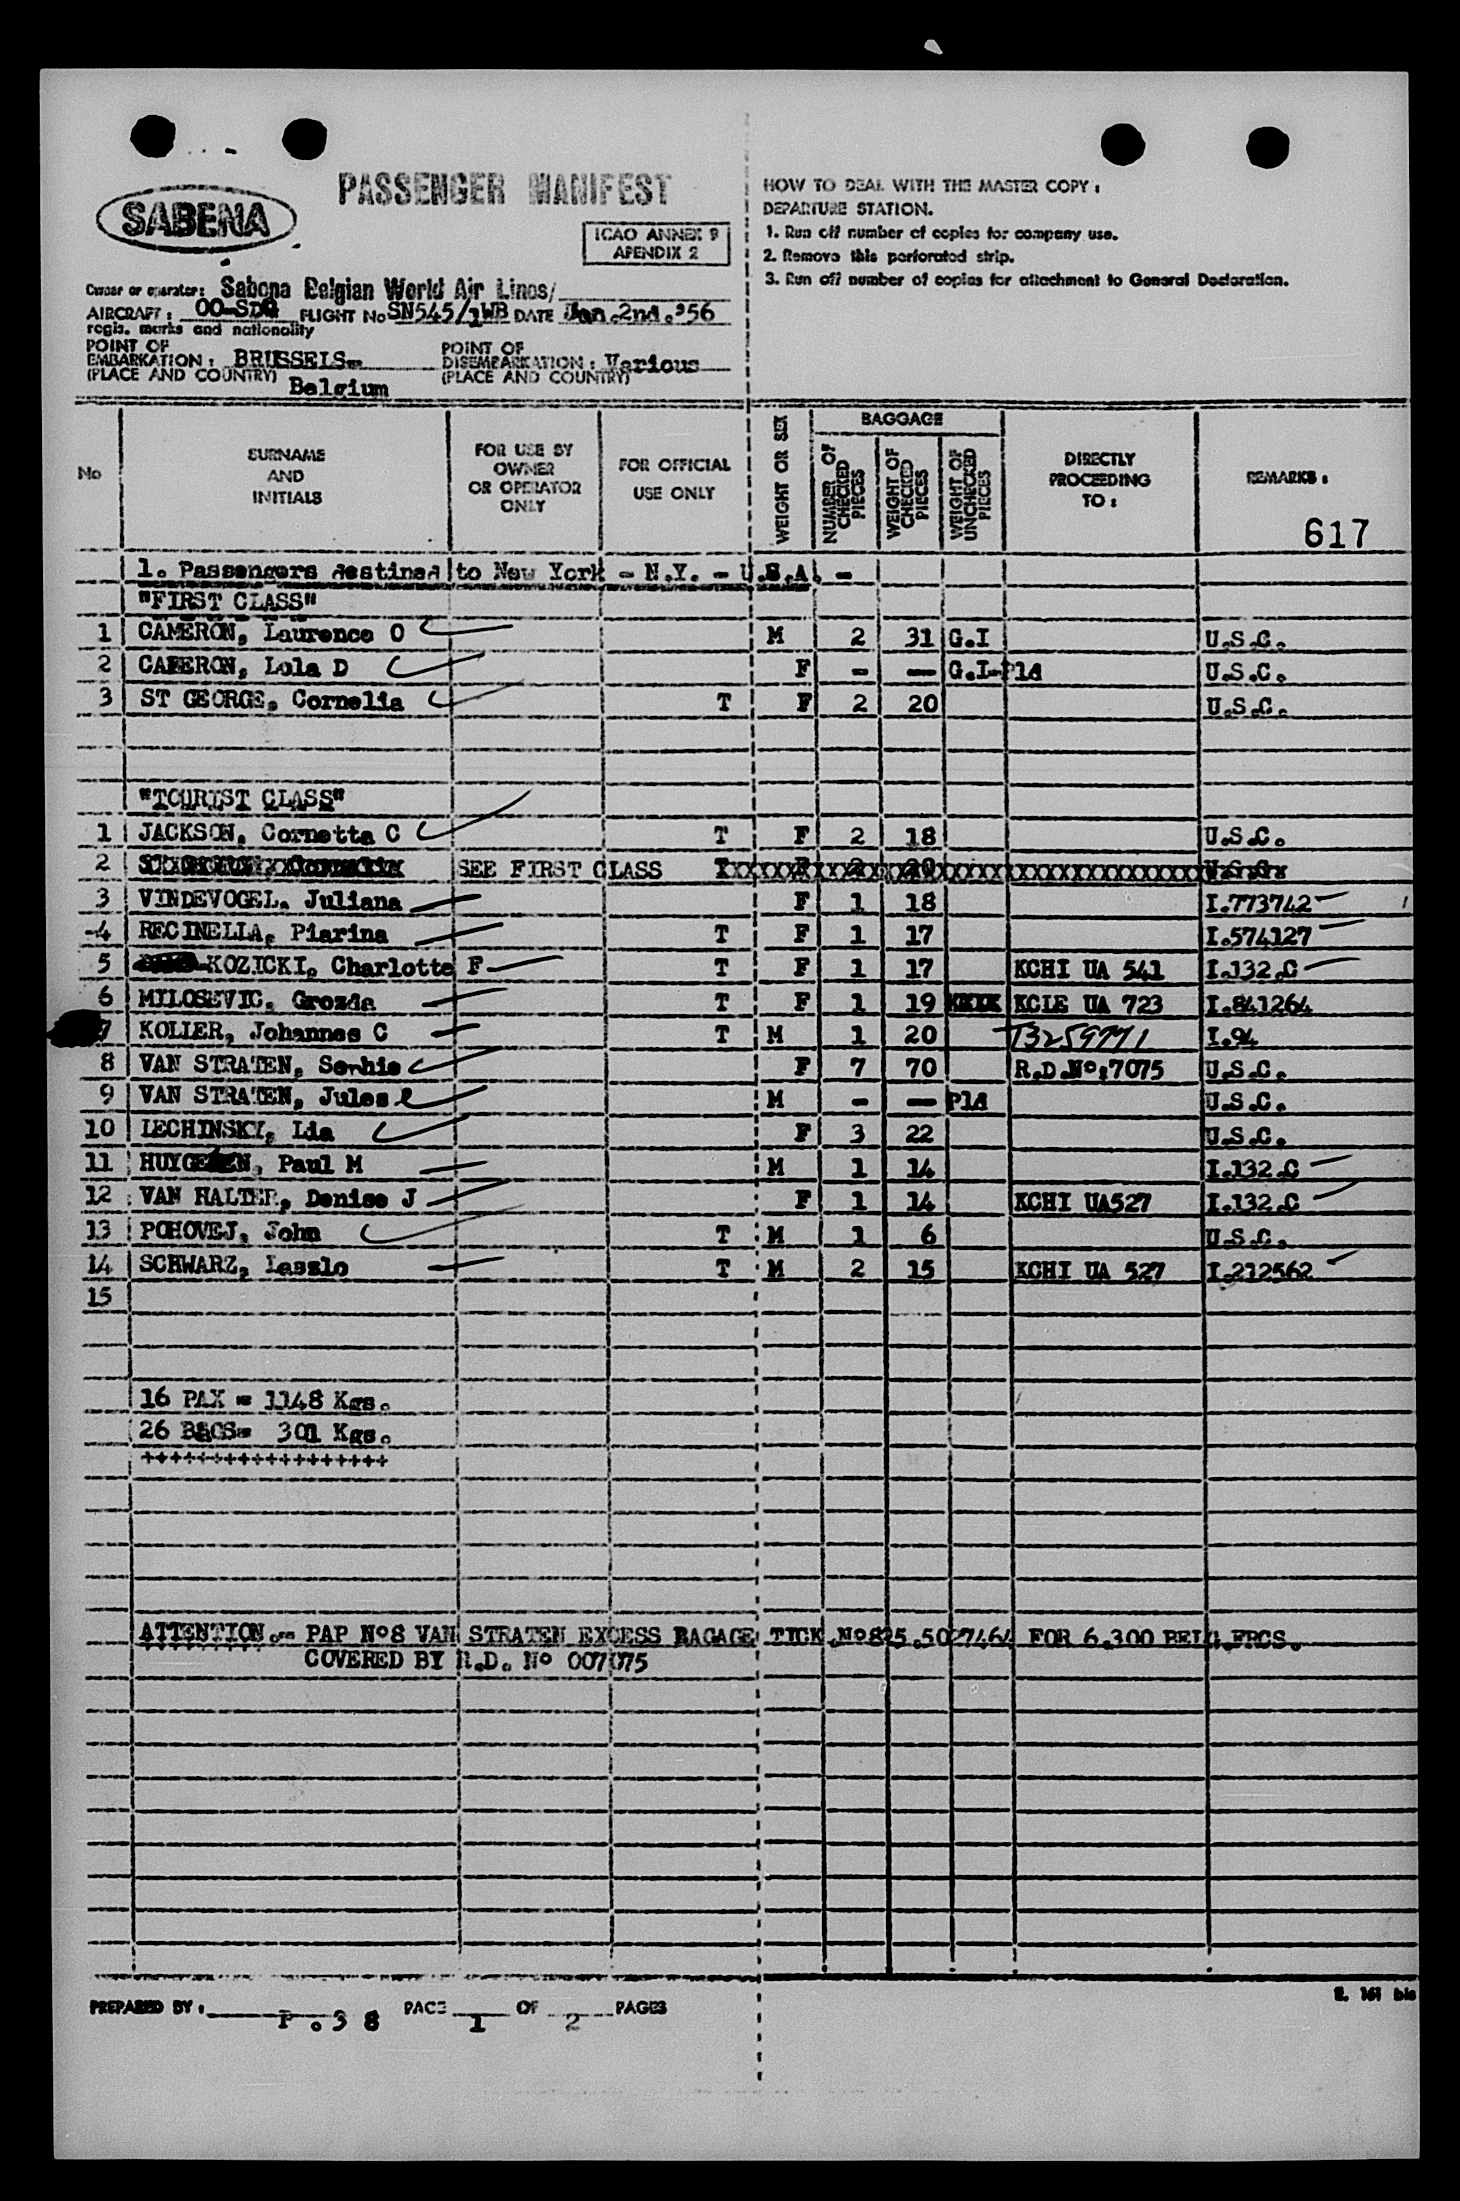 PASSENGER MANIFEST
SABENA
ICAO ANNEX 9
APENDIX 2
HOW TO DEAL WITH THE MASTER COPY :
DEPARTURE STATION.
1. Run off number of copies for company use.
2. Remove this perforated strip.
3. Run off number of copies for attachment to General Declaration.
Owner or operator: Sabena Belgian World Air Lines/
AIRCRAFT : OO-SDQ FLIGHT No SN545/1WB DATE Jan.2nd.'56
regis. marks and nationality
POINT OF EMBARKATION : BRUSSELS- (PLACE AND COUNTRY) Belgium
POINT OF DISEMBARKATION : Various (PLACE AND COUNTRY)
No
SURNAME AND INITIALS
FOR USE BY OWNER OR OPERATOR ONLY
FOR OFFICIAL USE ONLY
WEIGHT OR SEX
BAGGAGE
NUMBER OF CHECKED PIECES
WEIGHT OF CHECKED PIECES
WEIGHT OF UNCHECKED PIECES
DIRECTLY PROCEEDING TO :
REMARKS :
617
1. Passengers destined to New York - N.Y. - U.S.A. -
"FIRST CLASS"
1 CAMERON, Laurence O M 2 31 G.I U.S.C.
2 CAMERON, Lola D F - - G.I-Pld U.S.C.
3 ST GEORGE, Cornelia T F 2 20 U.S.C.
"TOURIST CLASS"
1 JACKSON, Cornetta C T F 2 18 U.S.C.
2 SEE FIRST CLASS
3 VINDEVOGEL, Juliana F 1 18 I.773742
4 RECINELLA, Piarina T F 1 17 I.574127
5 KOZICKI, Charlotte F T F 1 17 KCHI UA 541 I.132.C
6 MILOSEVIC, Grozda T F 1 19 KCLE UA 723 I.841264
7 KOLLER, Johannes C T M 1 20 T3259771 I.94
8 VAN STRATEN, Sophie F 7 70 R.D.No:7075 U.S.C.
9 VAN STRATEN, Jules M - - Pld U.S.C.
10 LECHINSKY, Lia F 3 22 U.S.C.
11 Paul M M 1 14 I.132.C
12 VAN HALTER, Denise J F 1 14 KCHI UA527 I.132.C
13 POHOVEJ, John T M 1 6 U.S.C.
14 SCHWARZ, Laszlo T M 2 15 KCHI UA 527 I.212562
15
16 PAX = 1148 Kgs.
26 BAGS= 301 Kgs.
++++++++++++++++++
ATTENTION.- PAP No8 VAN STRATEN EXCESS BAGAGE TICK.No825.5027464 FOR 6.300 BELG.FRCS.
COVERED BY R.D. No 007075
E. 161 bis
PREPARED BY : P.38 PAGE 1 OF 2 PAGES